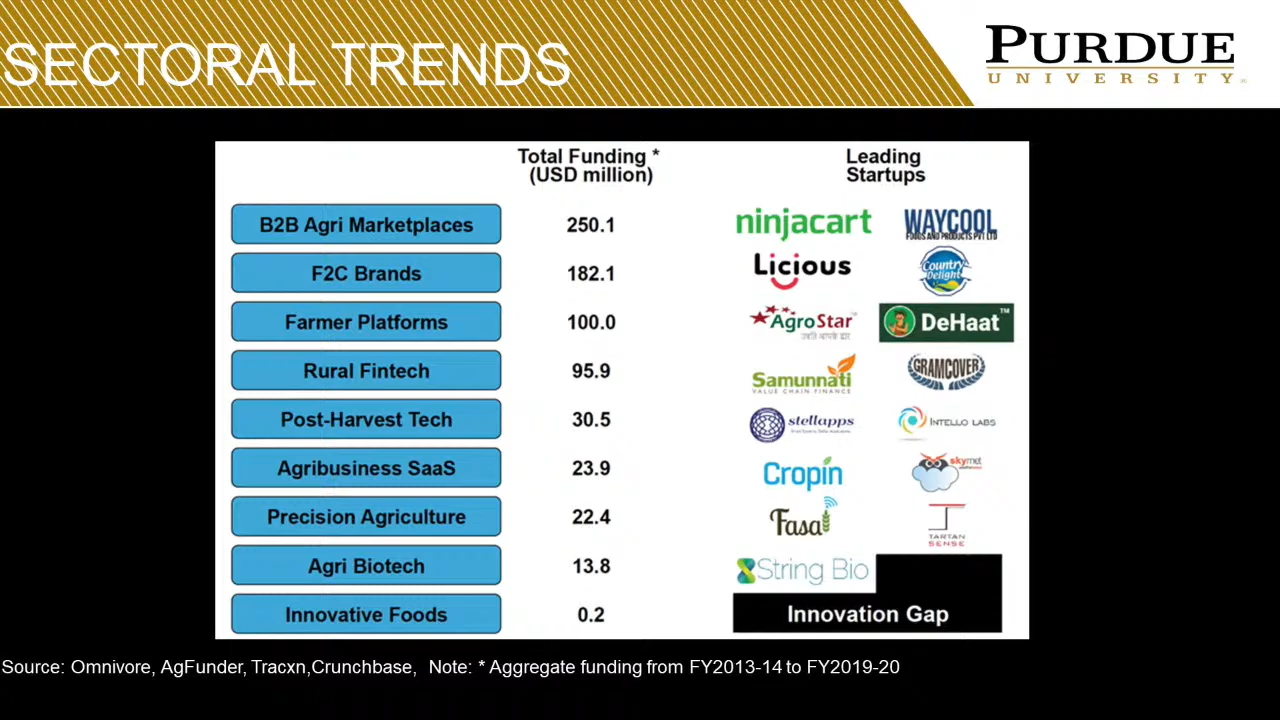 SECTORAL TRENDS
PURDUE
UNIVERSITY
Total Funding *
(USD million)
Leading
Startups
B2B Agri Marketplaces
250.1
ninjacart
WAYCOOL
FOODS AND PRODUCTS PVT LTD
F2C Brands
182.1
Licious
Country
Delight
Farmer Platforms
100.0
AgroStar™
DeHaat™
Rural Fintech
95.9
Samunnati
VALUE CHAIN FINANCE
GRAMCOVER
Post-Harvest Tech
30.5
stellapps
INTELLO LABS
Agribusiness SaaS
23.9
Cropin
skymet
Precision Agriculture
22.4
Fasal
TARTAN
SENSE
Agri Biotech
13.8
String Bio
Innovative Foods
0.2
Innovation Gap
Source: Omnivore, AgFunder, Tracxn,Crunchbase, Note: * Aggregate funding from FY2013-14 to FY2019-20